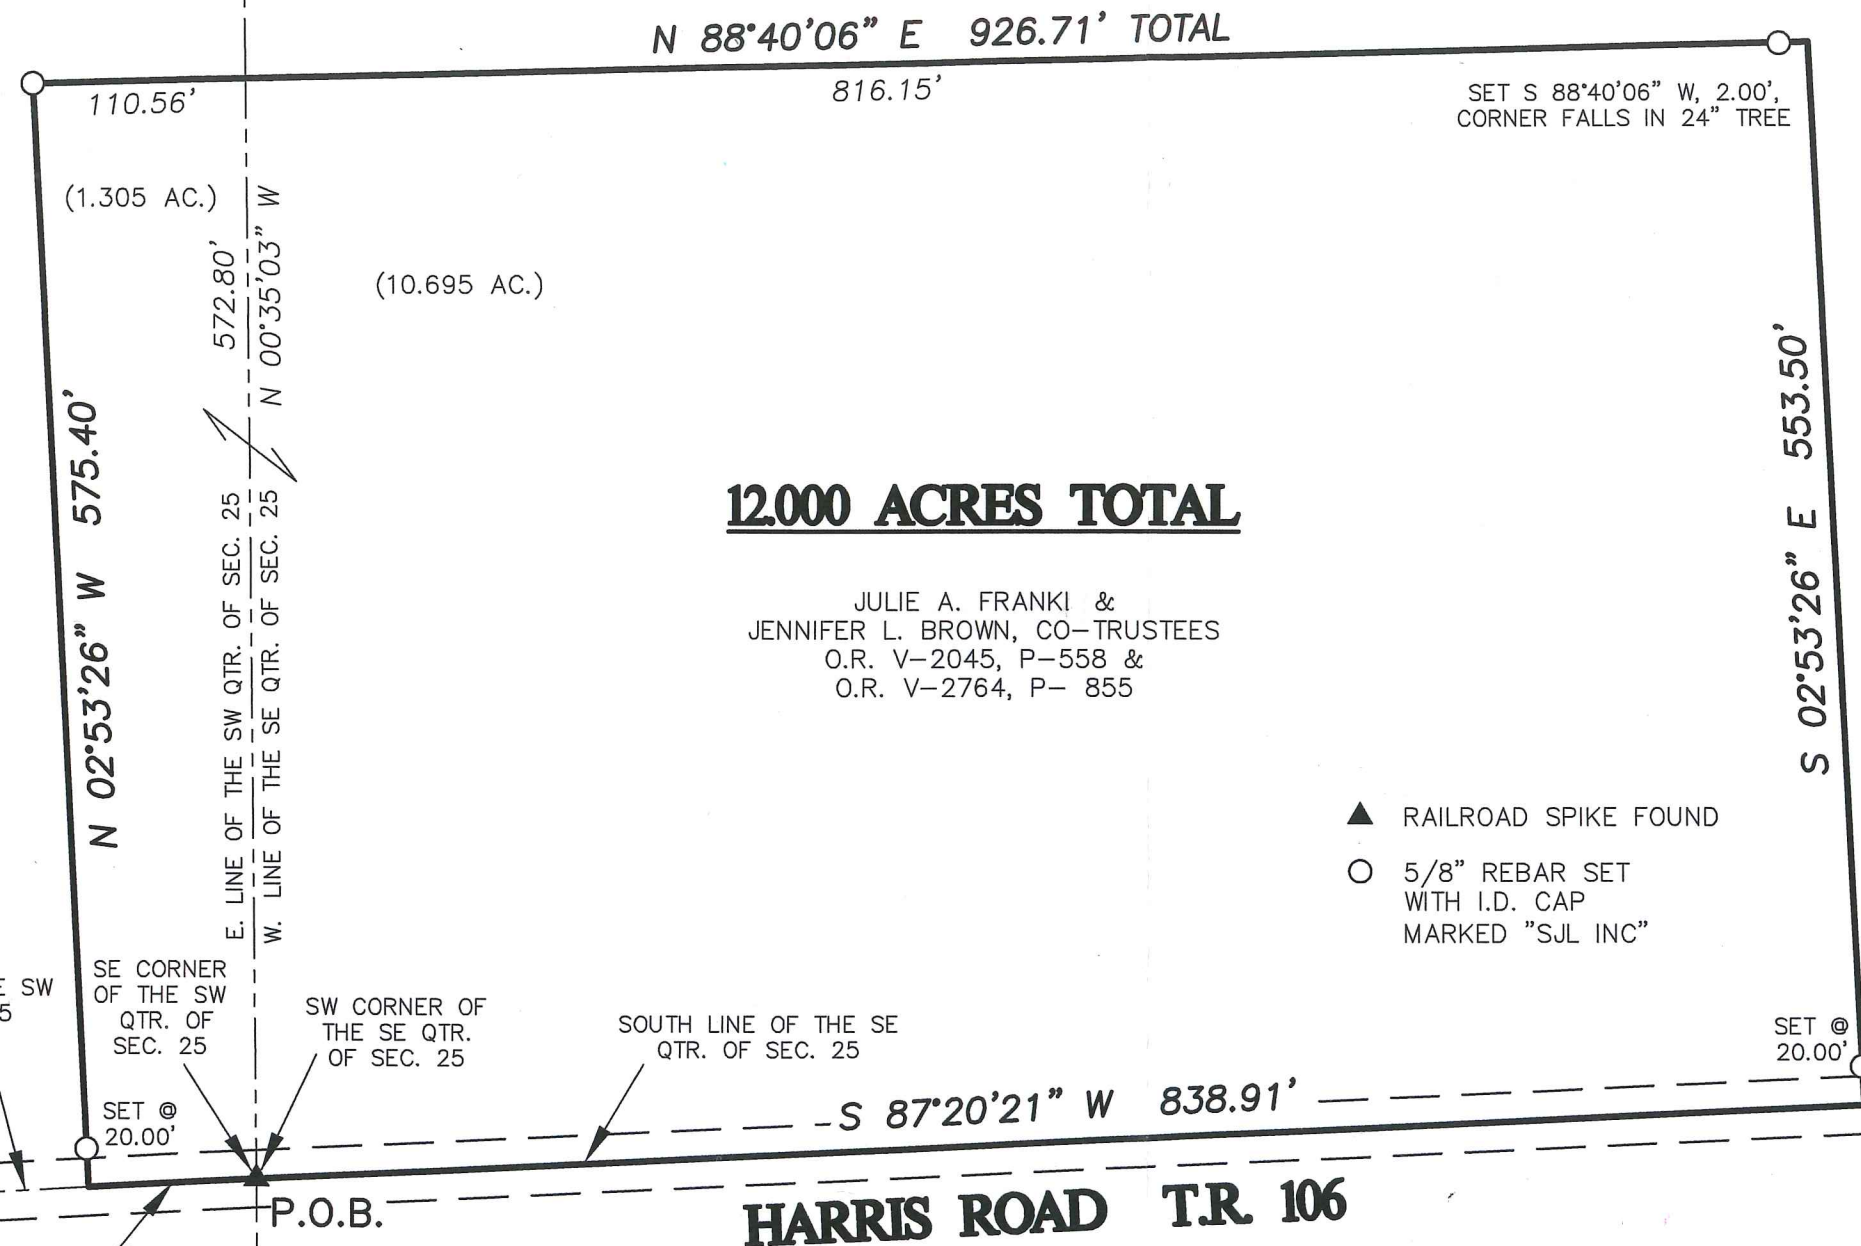 N 88°40'06" E 926.71' TOTAL
110.56'
816.15'
SET S 88°40'06" W, 2.00',
CORNER FALLS IN 24" TREE
(1.305 AC.)
572.80'
N 00°35'03" W
(10.695 AC.)
N 02°53'26" W 575.40'
S 02°53'26" E 553.50'
E. LINE OF THE SW QTR. OF SEC. 25
W. LINE OF THE SE QTR. OF SEC. 25
12.000 ACRES TOTAL
JULIE A. FRANKI &
JENNIFER L. BROWN, CO-TRUSTEES
O.R. V-2045, P-558 &
O.R. V-2764, P- 855
RAILROAD SPIKE FOUND
5/8" REBAR SET
WITH I.D. CAP
MARKED "SJL INC"
SW
5
SE CORNER
OF THE SW
QTR. OF
SEC. 25
SW CORNER OF
THE SE QTR.
OF SEC. 25
SOUTH LINE OF THE SE
QTR. OF SEC. 25
SET @
20.00'
SET @
20.00'
S 87°20'21" W 838.91'
P.O.B.
HARRIS ROAD T.R. 106